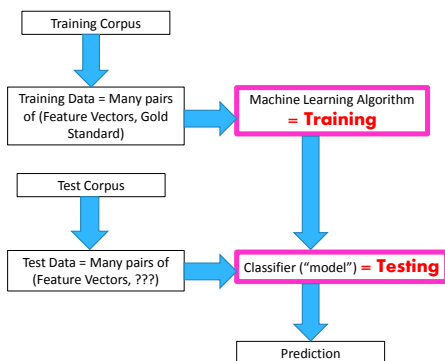 Training Corpus
Training Data = Many pairs
of (Feature Vectors, Gold
Standard)
Machine Learning Algorithm
= Training
Test Corpus
Test Data = Many pairs of
(Feature Vectors, ???)
Classifier (“model”) = Testing
Prediction